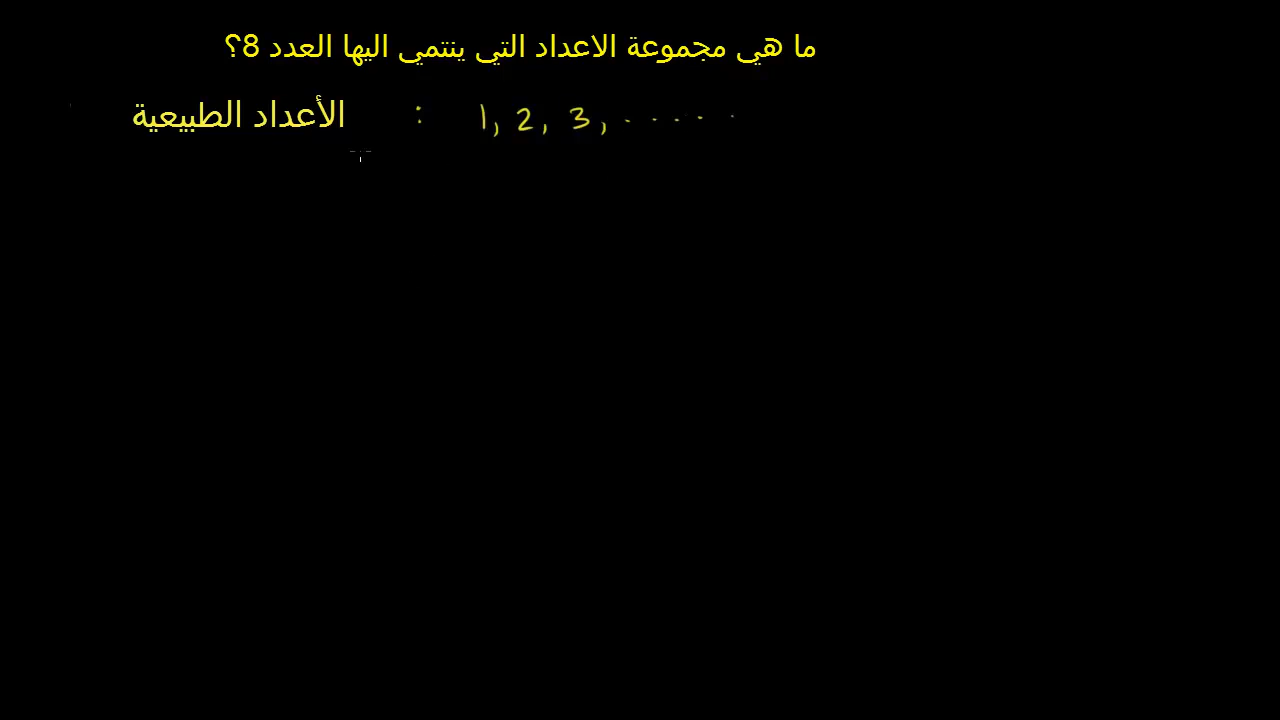 ما هي مجموعة الاعداد التي ينتمي اليها العدد 8؟
الأعداد الطبيعية : 1, 2, 3, .....